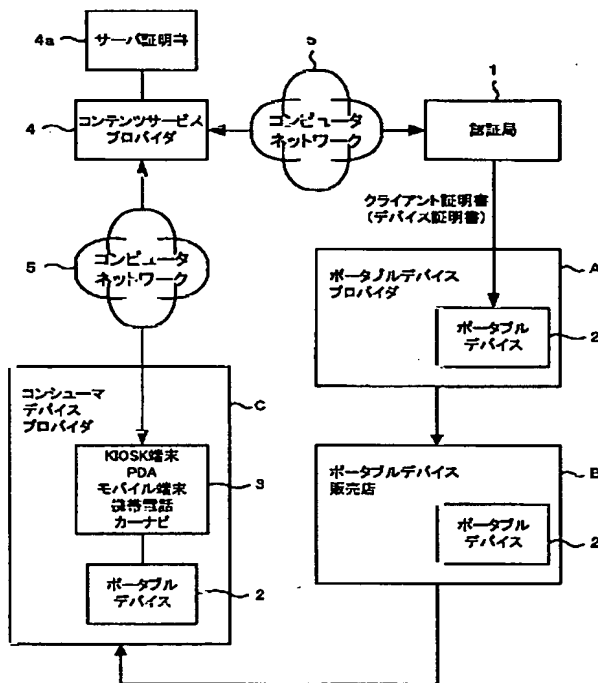 4a
サーバ証明書
4
コンテンツサービス
プロバイダ
5
コンピュータ
ネットワーク
1
認証局
クライアント証明書
(デバイス証明書)
5
コンピュータ
ネットワーク
A
ポータブルデバイス
プロバイダ
ポータブル
デバイス
2
C
コンシューマ
デバイス
プロバイダ
KIOSK端末
PDA
モバイル端末
携帯電話
カーナビ
3
ポータブル
デバイス
2
B
ポータブルデバイス
販売店
ポータブル
デバイス
2